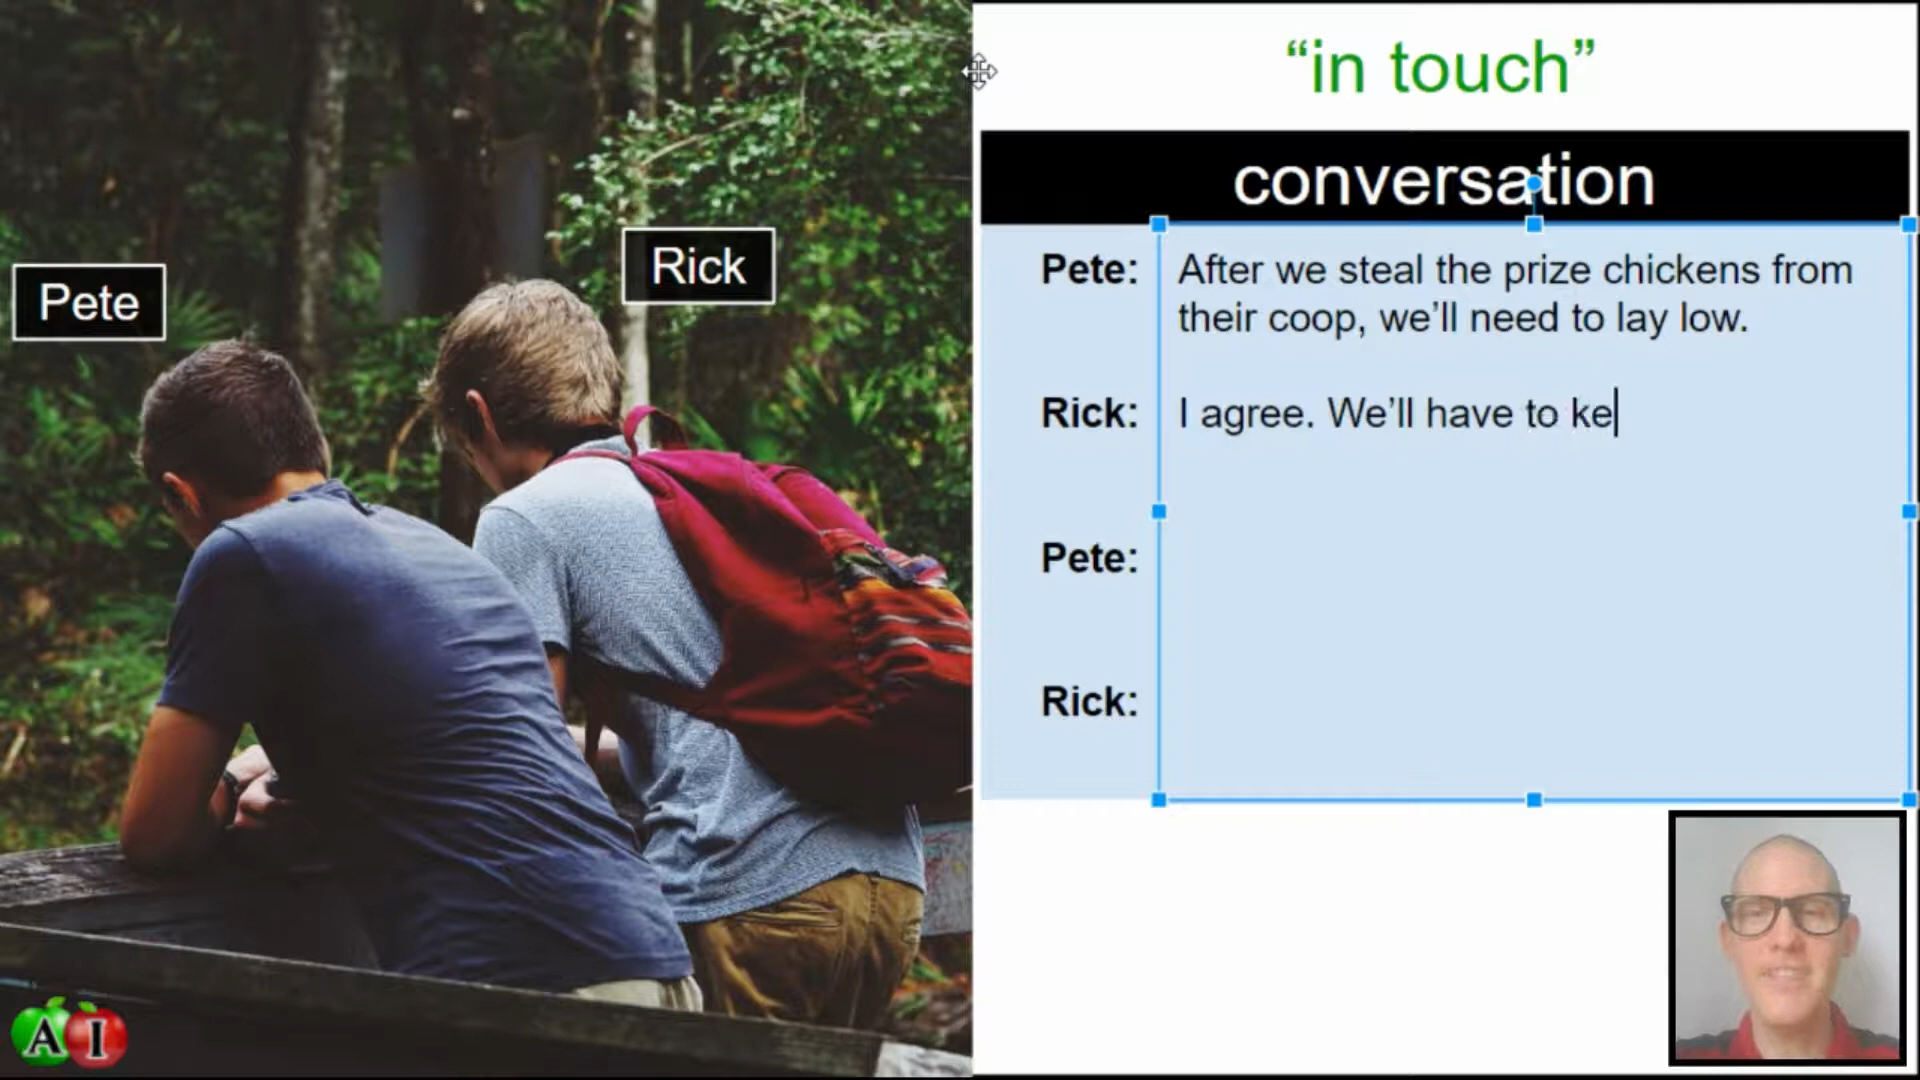 Pete
Rick
“in touch”
conversation
Pete: After we steal the prize chickens from
their coop, we’ll need to lay low.
Rick: I agree. We’ll have to ke
Pete:
Rick:
A I